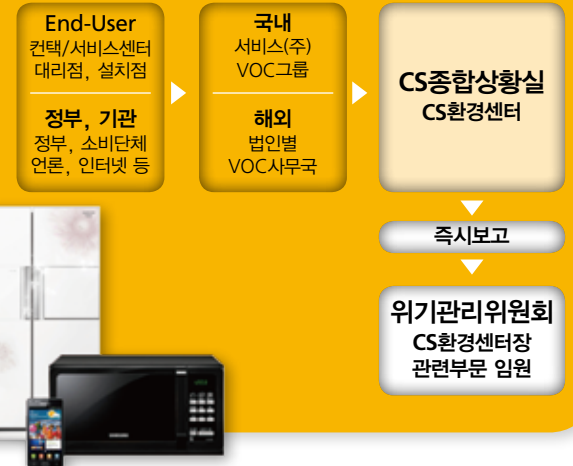 End-User
컨택/서비스센터
대리점, 설치점
정부, 기관
정부, 소비단체
언론, 인터넷 등
국내
서비스(주)
VOC그룹
해외
법인별
VOC사무국
CS종합상황실
CS환경센터
즉시보고
위기관리위원회
CS환경센터장
관련부문 임원
SAMSUNG